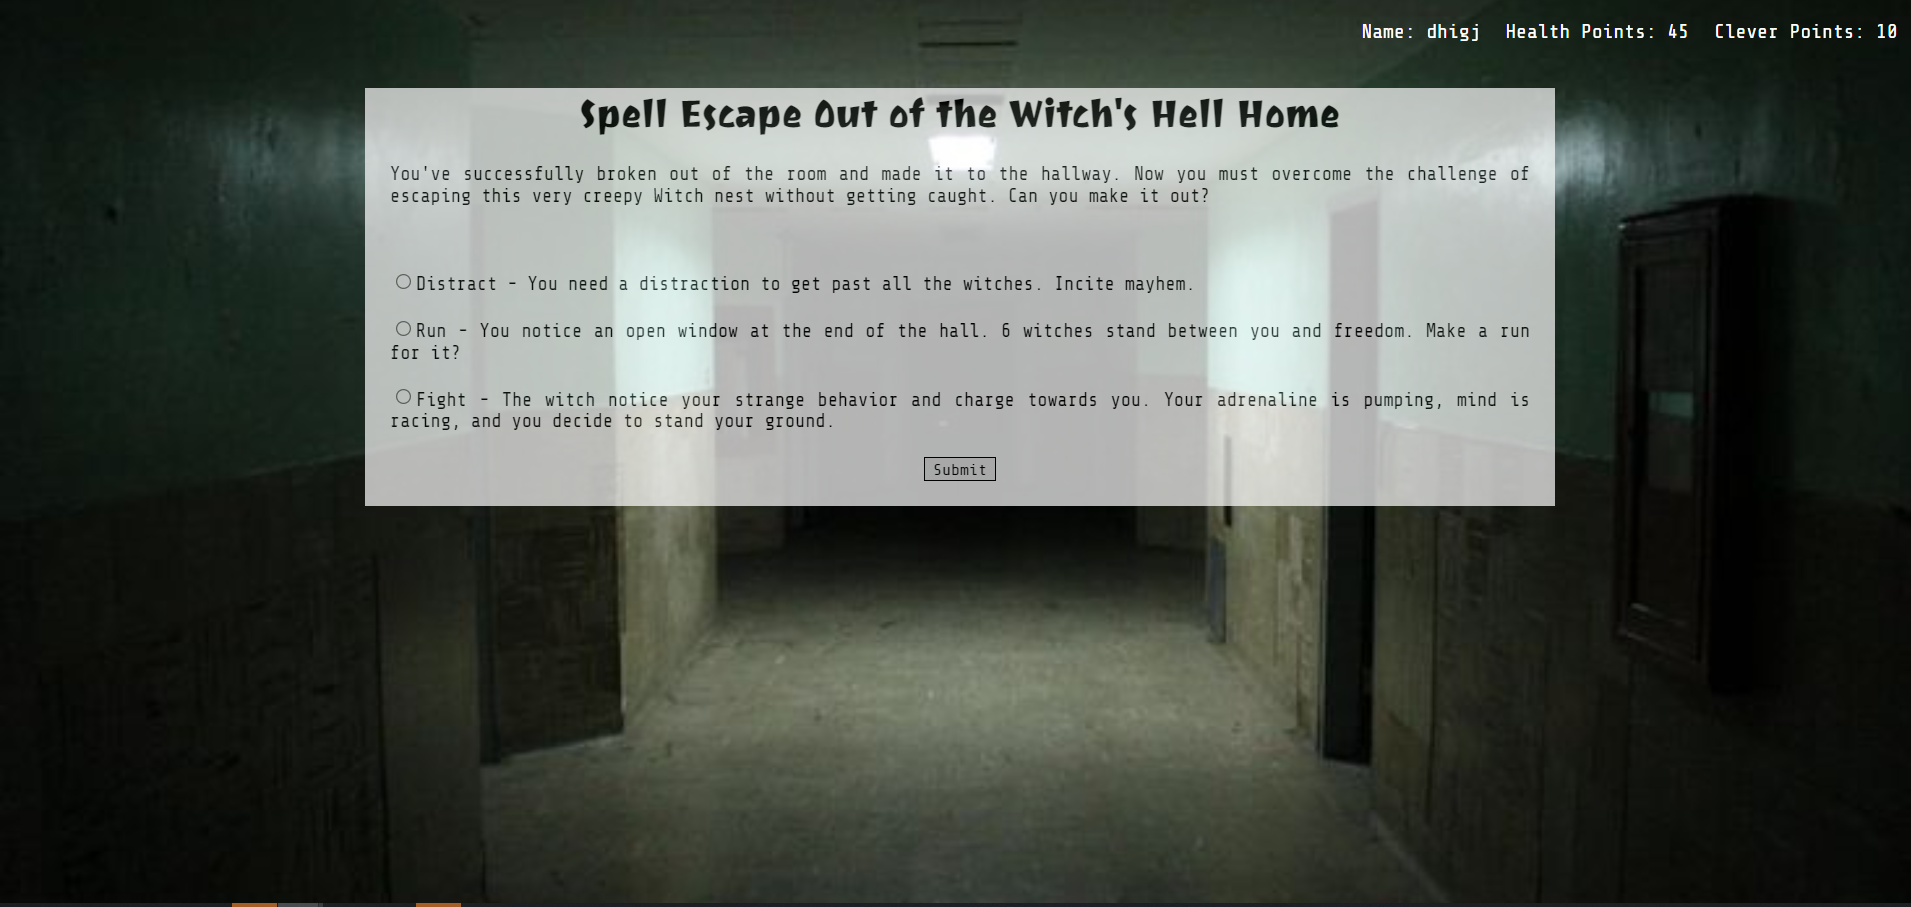 Name: dhigj Health Points: 45 Clever Points: 10
Spell Escape Out of the Witch's Hell Home
You've successfully broken out of the room and made it to the hallway. Now you must overcome the challenge of
escaping this very creepy Witch nest without getting caught. Can you make it out?
Distract - You need a distraction to get past all the witches. Incite mayhem.
Run - You notice an open window at the end of the hall. 6 witches stand between you and freedom. Make a run
for it?
Fight - The witch notice your strange behavior and charge towards you. Your adrenaline is pumping, mind is
racing, and you decide to stand your ground.
Submit